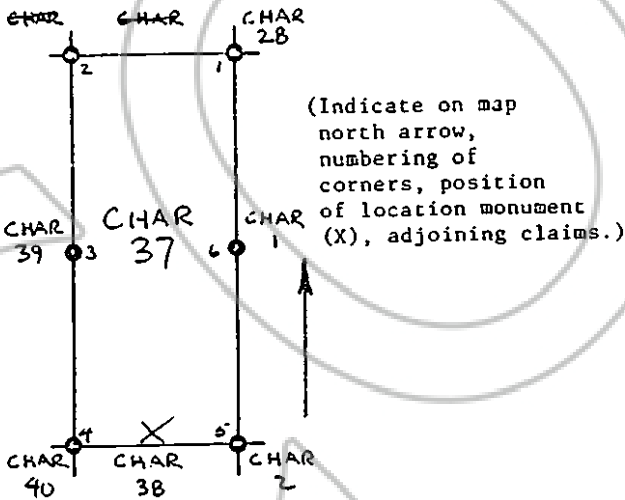 CHAR CHAR CHAR
28
2 1
(Indicate on map
north arrow,
numbering of
corners, position
of location monument
(X), adjoining claims.)
CHAR CHAR CHAR
39 3 37 6 1
4 X 5
CHAR CHAR CHAR
40 38 2